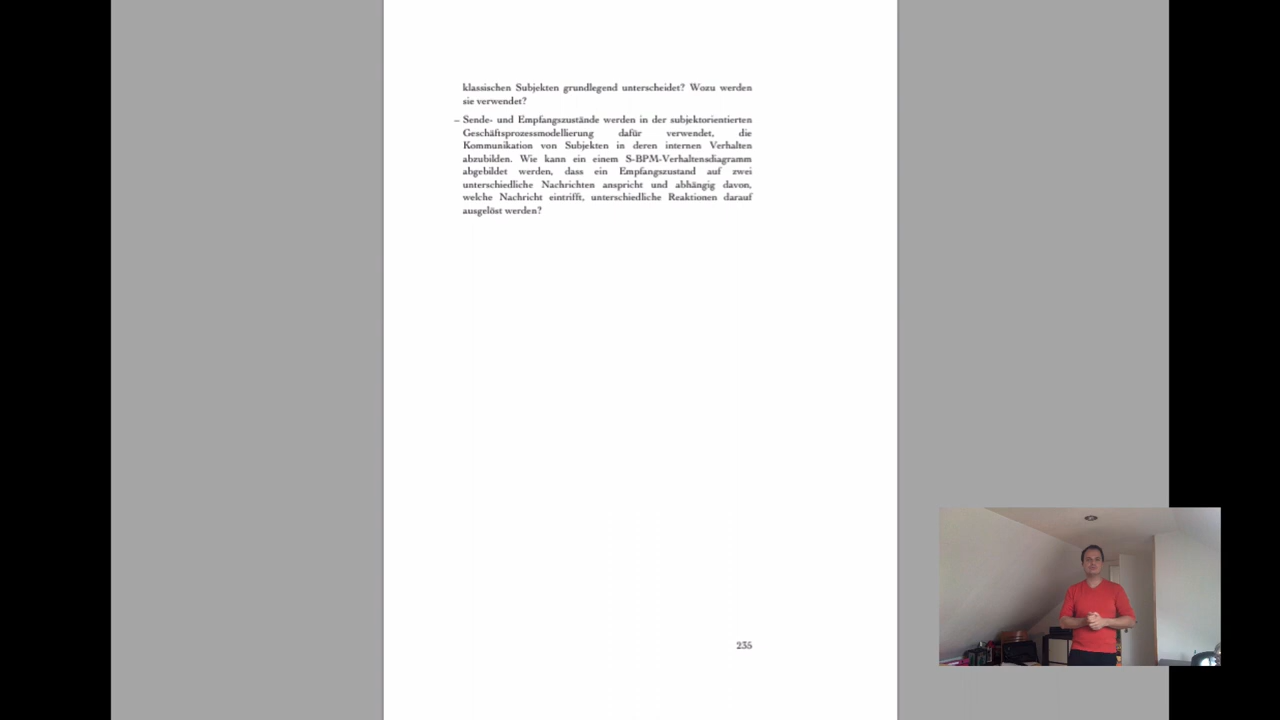 klassischen Subjekten grundlegend unterscheidet? Wozu werden
sie verwendet?
– Sende- und Empfangszustände werden in der subjektorientierten
Geschäftsprozessmodellierung dafür verwendet, die
Kommunikation von Subjekten in deren internen Verhalten
abzubilden. Wie kann ein einem S-BPM-Verhaltensdiagramm
abgebildet werden, dass ein Empfangszustand auf zwei
unterschiedliche Nachrichten anspricht und abhängig davon,
welche Nachricht eintrifft, unterschiedliche Reaktionen darauf
ausgelöst werden?
235